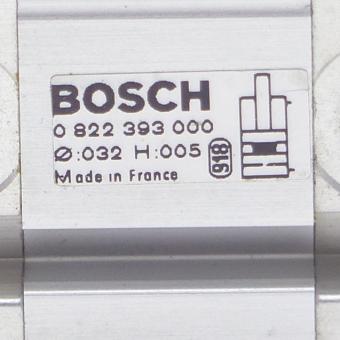 BOSCH
0 822 393 000
Ø:032 H:005 918
Made in France